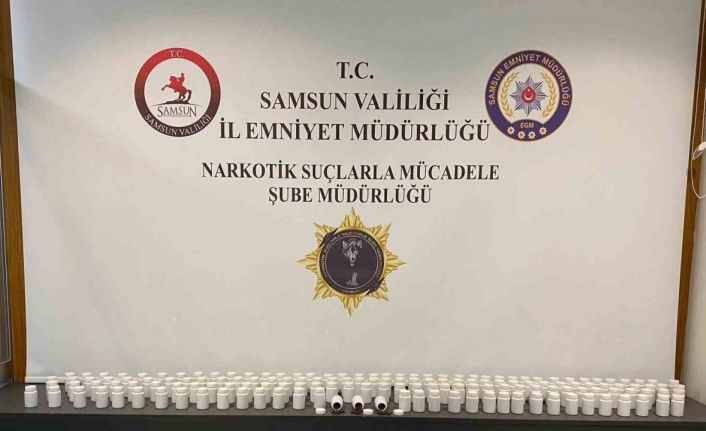 T.C.
SAMSUN
SAMSUN VALİLİĞİ
T.C.
SAMSUN VALİLİĞİ
İL EMNİYET MÜDÜRLÜĞÜ
SAMSUN EMNİYET MÜDÜRLÜĞÜ
EGM
NARKOTİK SUÇLARLA MÜCADELE
ŞUBE MÜDÜRLÜĞÜ